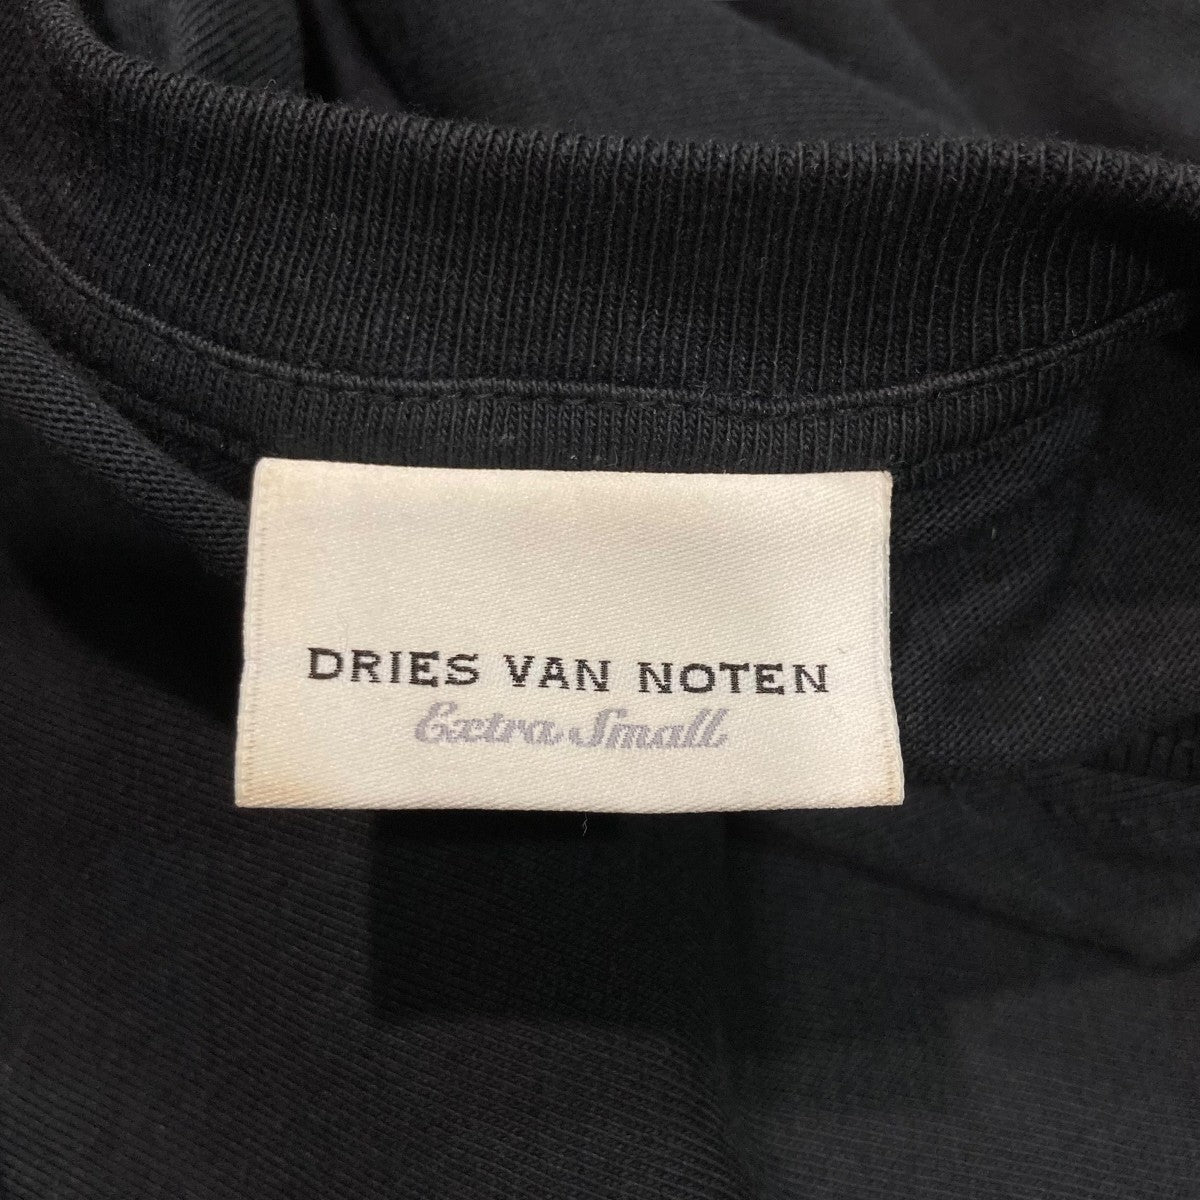 DRIES VAN NOTEN
Extra Small